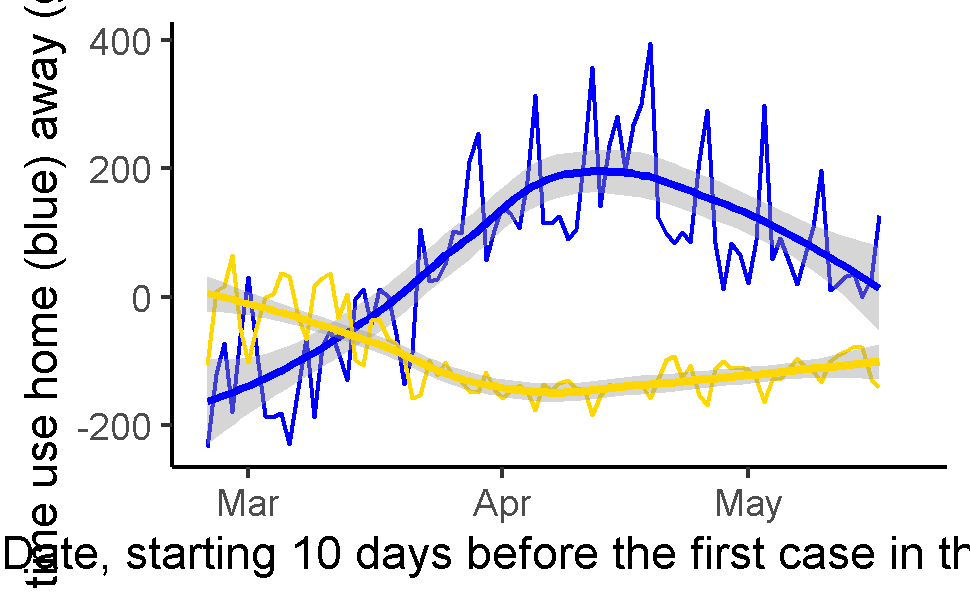 time use home (blue) away (
400
200
0
-200
Mar Apr May
Date, starting 10 days before the first case in th